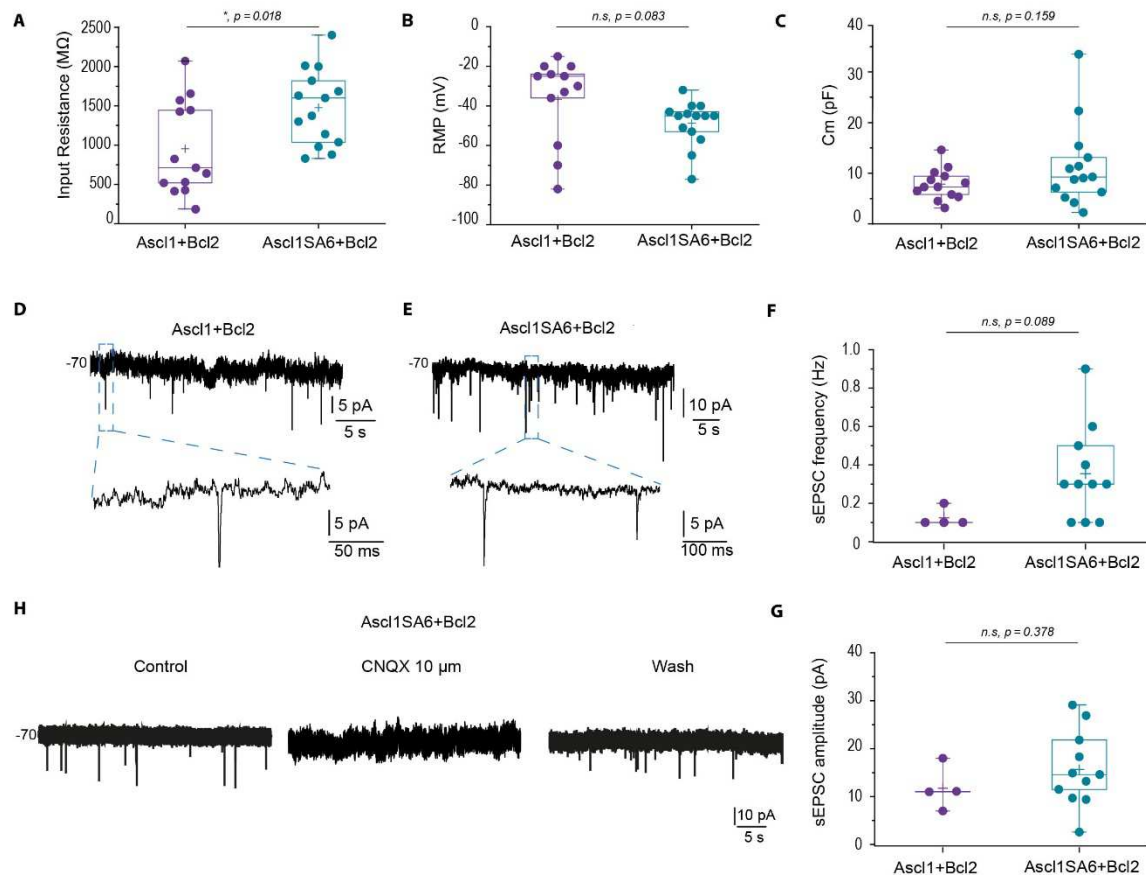 A
*, p = 0.018
Input Resistance (MΩ)
2500
2000
1500
1000
500
0
Ascl1+Bcl2
Ascl1SA6+Bcl2
B
n.s, p = 0.083
RMP (mV)
0
-20
-40
-60
-80
-100
Ascl1+Bcl2
Ascl1SA6+Bcl2
C
n.s, p = 0.159
Cm (pF)
40
30
20
10
0
Ascl1+Bcl2
Ascl1SA6+Bcl2
D
Ascl1+Bcl2
-70
5 pA
5 s
5 pA
50 ms
E
Ascl1SA6+Bcl2
-70
10 pA
5 s
5 pA
100 ms
F
n.s, p = 0.089
sEPSC frequency (Hz)
1.0
0.8
0.6
0.4
0.2
0
Ascl1+Bcl2
Ascl1SA6+Bcl2
H
Ascl1SA6+Bcl2
Control
CNQX 10 µm
Wash
-70
10 pA
5 s
G
n.s, p = 0.378
sEPSC amplitude (pA)
40
30
20
10
0
Ascl1+Bcl2
Ascl1SA6+Bcl2